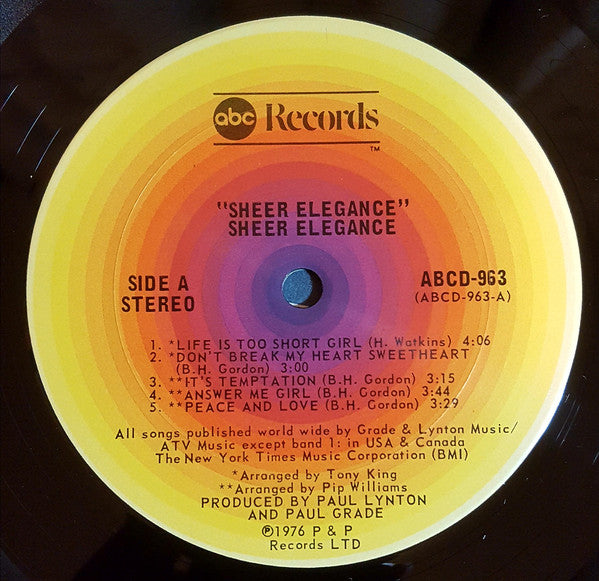 abc Records
TM
"SHEER ELEGANCE"
SHEER ELEGANCE
SIDE A
STEREO
ABCD-963
(ABCD-963-A)
1. *LIFE IS TOO SHORT GIRL (H. Watkins) 4:06
2. *DON'T BREAK MY HEART SWEETHEART
(B.H. Gordon) 3:00
3. **IT'S TEMPTATION (B.H. Gordon) 3:15
4. **ANSWER ME GIRL (B.H. Gordon) 3:44
5. **PEACE AND LOVE (B.H. Gordon) 3:29
All songs published world wide by Grade & Lynton Music/
ATV Music except band 1: in USA & Canada
The New York Times Music Corporation (BMI)
*Arranged by Tony King
**Arranged by Pip Williams
PRODUCED BY PAUL LYNTON
AND PAUL GRADE
℗1976 P & P
Records LTD